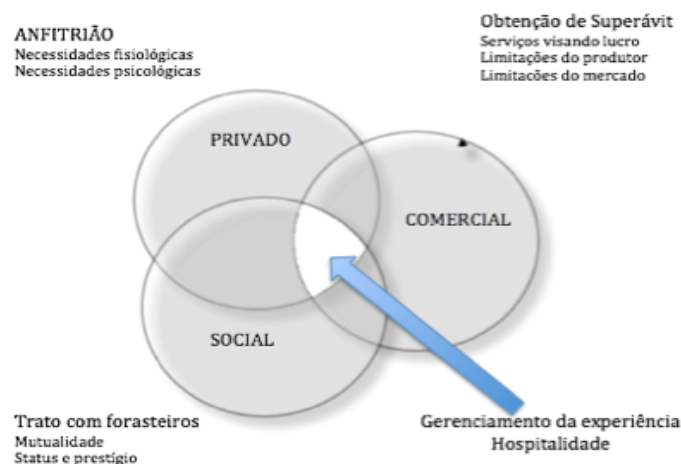 ANFITRIÃO
Necessidades fisiológicas
Necessidades psicológicas
Obtenção de Superávit
Serviços visando lucro
Limitações do produtor
Limitações do mercado
PRIVADO
COMERCIAL
SOCIAL
Trato com forasteiros
Mutualidade
Status e prestígio
Gerenciamento da experiência
Hospitalidade